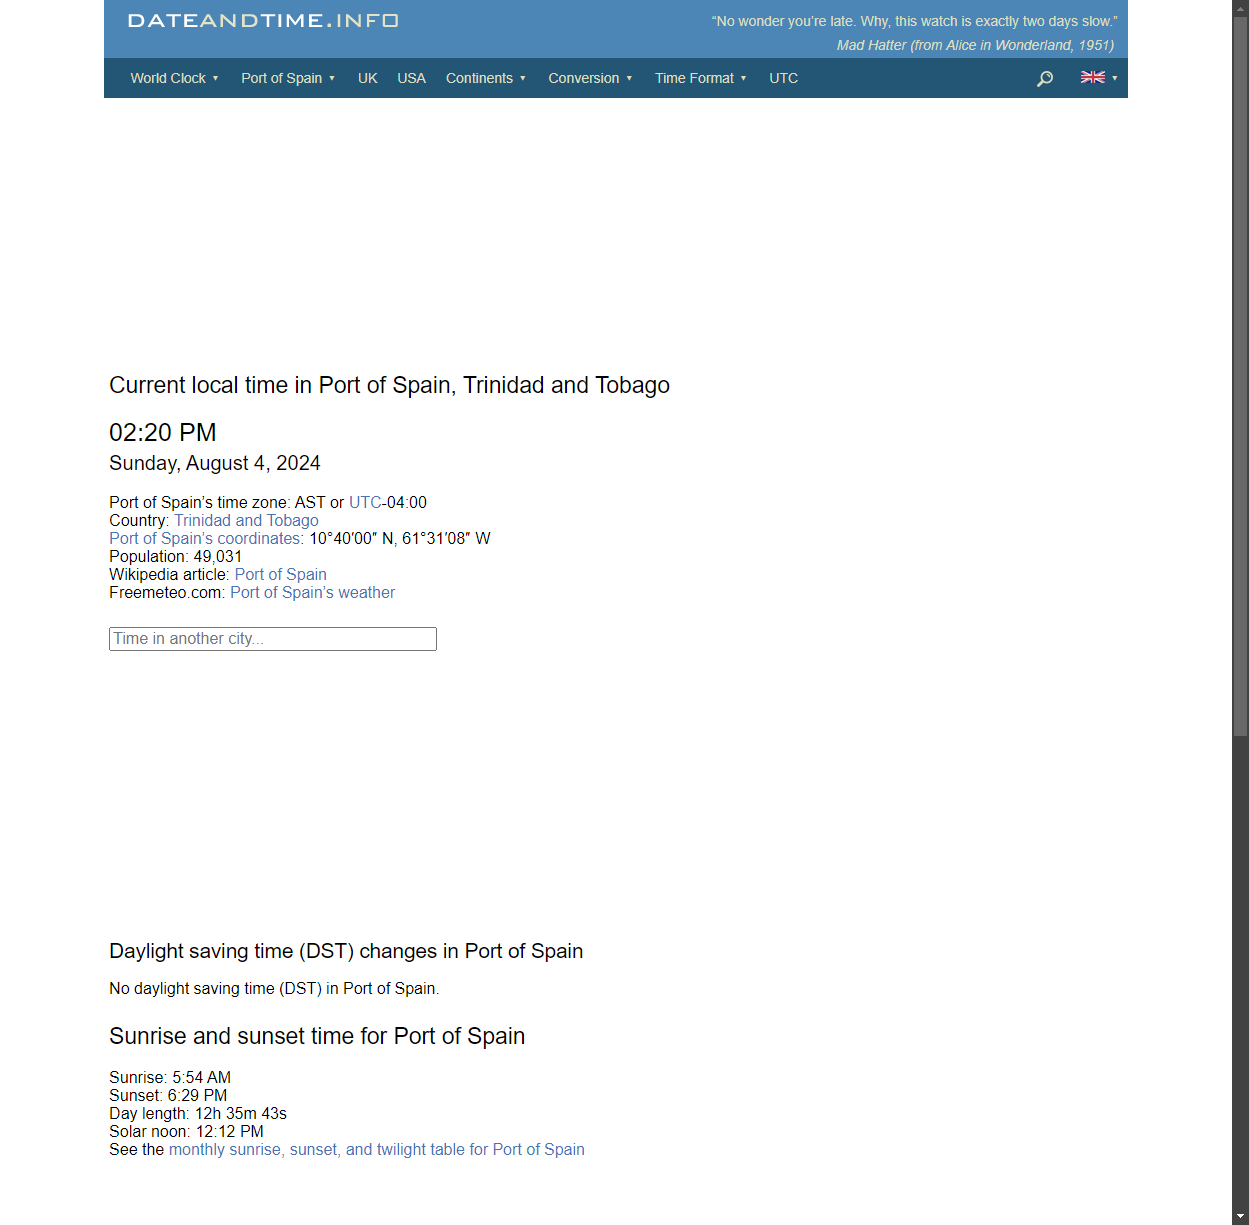 DATEANDTIME.INFO
“No wonder you’re late. Why, this watch is exactly two days slow.”
Mad Hatter (from Alice in Wonderland, 1951)
World Clock ▼ Port of Spain ▼ UK USA Continents ▼ Conversion ▼ Time Format ▼ UTC
Current local time in Port of Spain, Trinidad and Tobago
02:20 PM
Sunday, August 4, 2024
Port of Spain’s time zone: AST or UTC-04:00
Country: Trinidad and Tobago
Port of Spain’s coordinates: 10°40′00″ N, 61°31′08″ W
Population: 49,031
Wikipedia article: Port of Spain
Freemeteo.com: Port of Spain’s weather
Time in another city...
Daylight saving time (DST) changes in Port of Spain
No daylight saving time (DST) in Port of Spain.
Sunrise and sunset time for Port of Spain
Sunrise: 5:54 AM
Sunset: 6:29 PM
Day length: 12h 35m 43s
Solar noon: 12:12 PM
See the monthly sunrise, sunset, and twilight table for Port of Spain